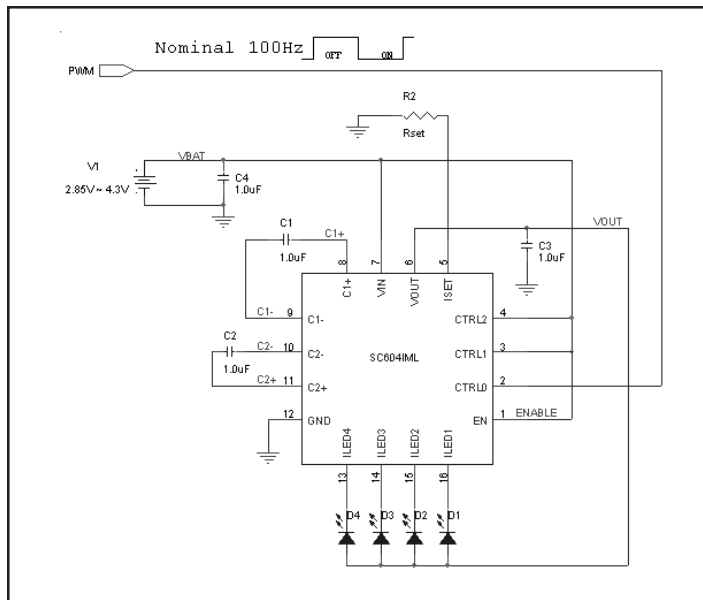 Nominal 100Hz
OFF
ON
PWM
R2
Rset
VBAT
V1
2.85V~ 4.3V
C4
1.0uF
C1
C1+
1.0uF
VOUT
C3
1.0uF
8 7 6 5
C1+ VIN VOUT ISET
C1- 9 C1-
CTRL2 4
C2
C2- 10 C2-
SC604IML
CTRL1 3
1.0uF
C2+ 11 C2+
CTRL0 2
12 GND
EN 1 ENABLE
ILED4 ILED3 ILED2 ILED1
13 14 15 16
D4 D3 D2 D1